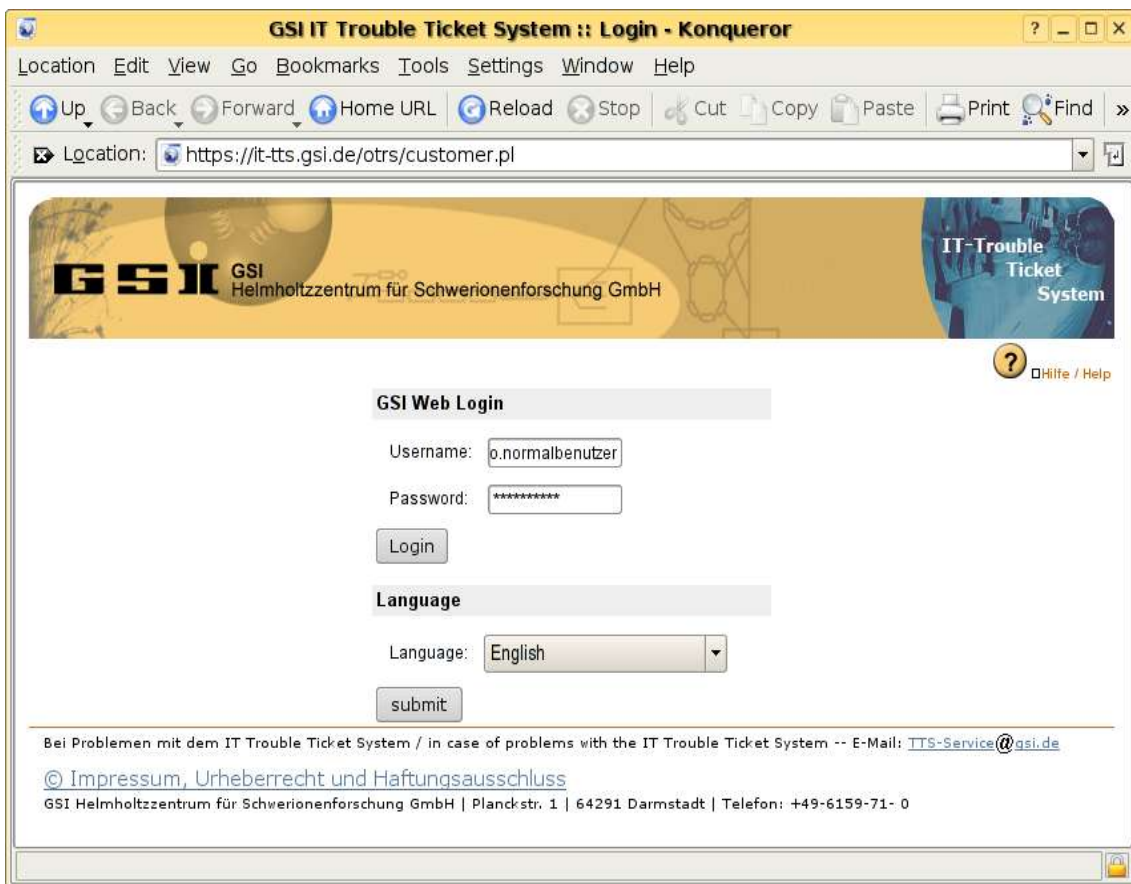 GSI IT Trouble Ticket System :: Login - Konqueror
Location Edit View Go Bookmarks Tools Settings Window Help
Up Back Forward Home URL Reload Stop Cut Copy Paste Print Find »
Location: https://it-tts.gsi.de/otrs/customer.pl
GSI
GSI
Helmholtzzentrum für Schwerionenforschung GmbH
IT-Trouble
Ticket
System
? Hilfe / Help
GSI Web Login
Username: o.normalbenutzer
Password: **********
Login
Language
Language: English
submit
Bei Problemen mit dem IT Trouble Ticket System / in case of problems with the IT Trouble Ticket System -- E-Mail: TTS-Service@gsi.de
© Impressum, Urheberrecht und Haftungsausschluss
GSI Helmholtzzentrum für Schwerionenforschung GmbH | Planckstr. 1 | 64291 Darmstadt | Telefon: +49-6159-71- 0